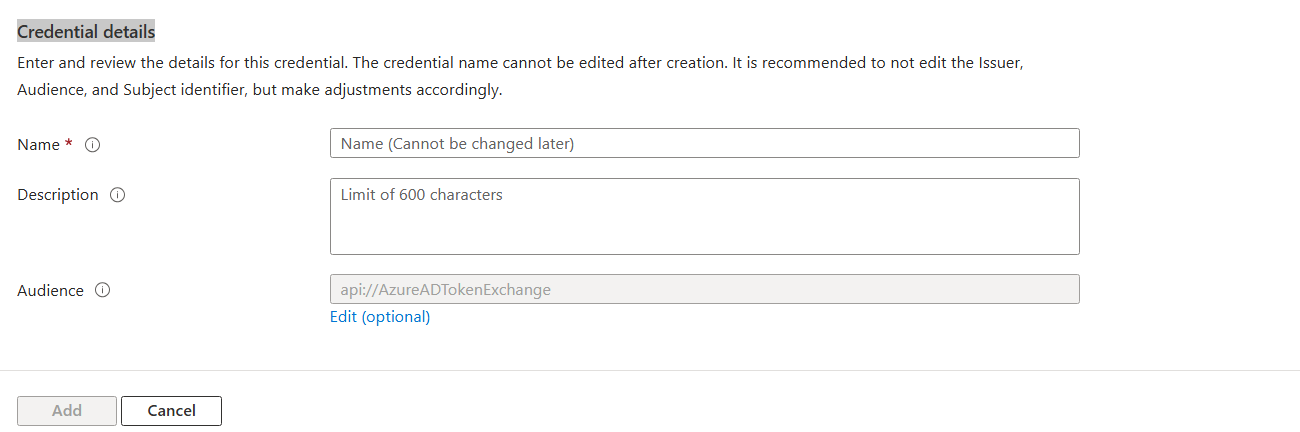 Credential details
Enter and review the details for this credential. The credential name cannot be edited after creation. It is recommended to not edit the Issuer,
Audience, and Subject identifier, but make adjustments accordingly.
Name *
Name (Cannot be changed later)
Description
Limit of 600 characters
Audience
api://AzureADTokenExchange
Edit (optional)
Add
Cancel